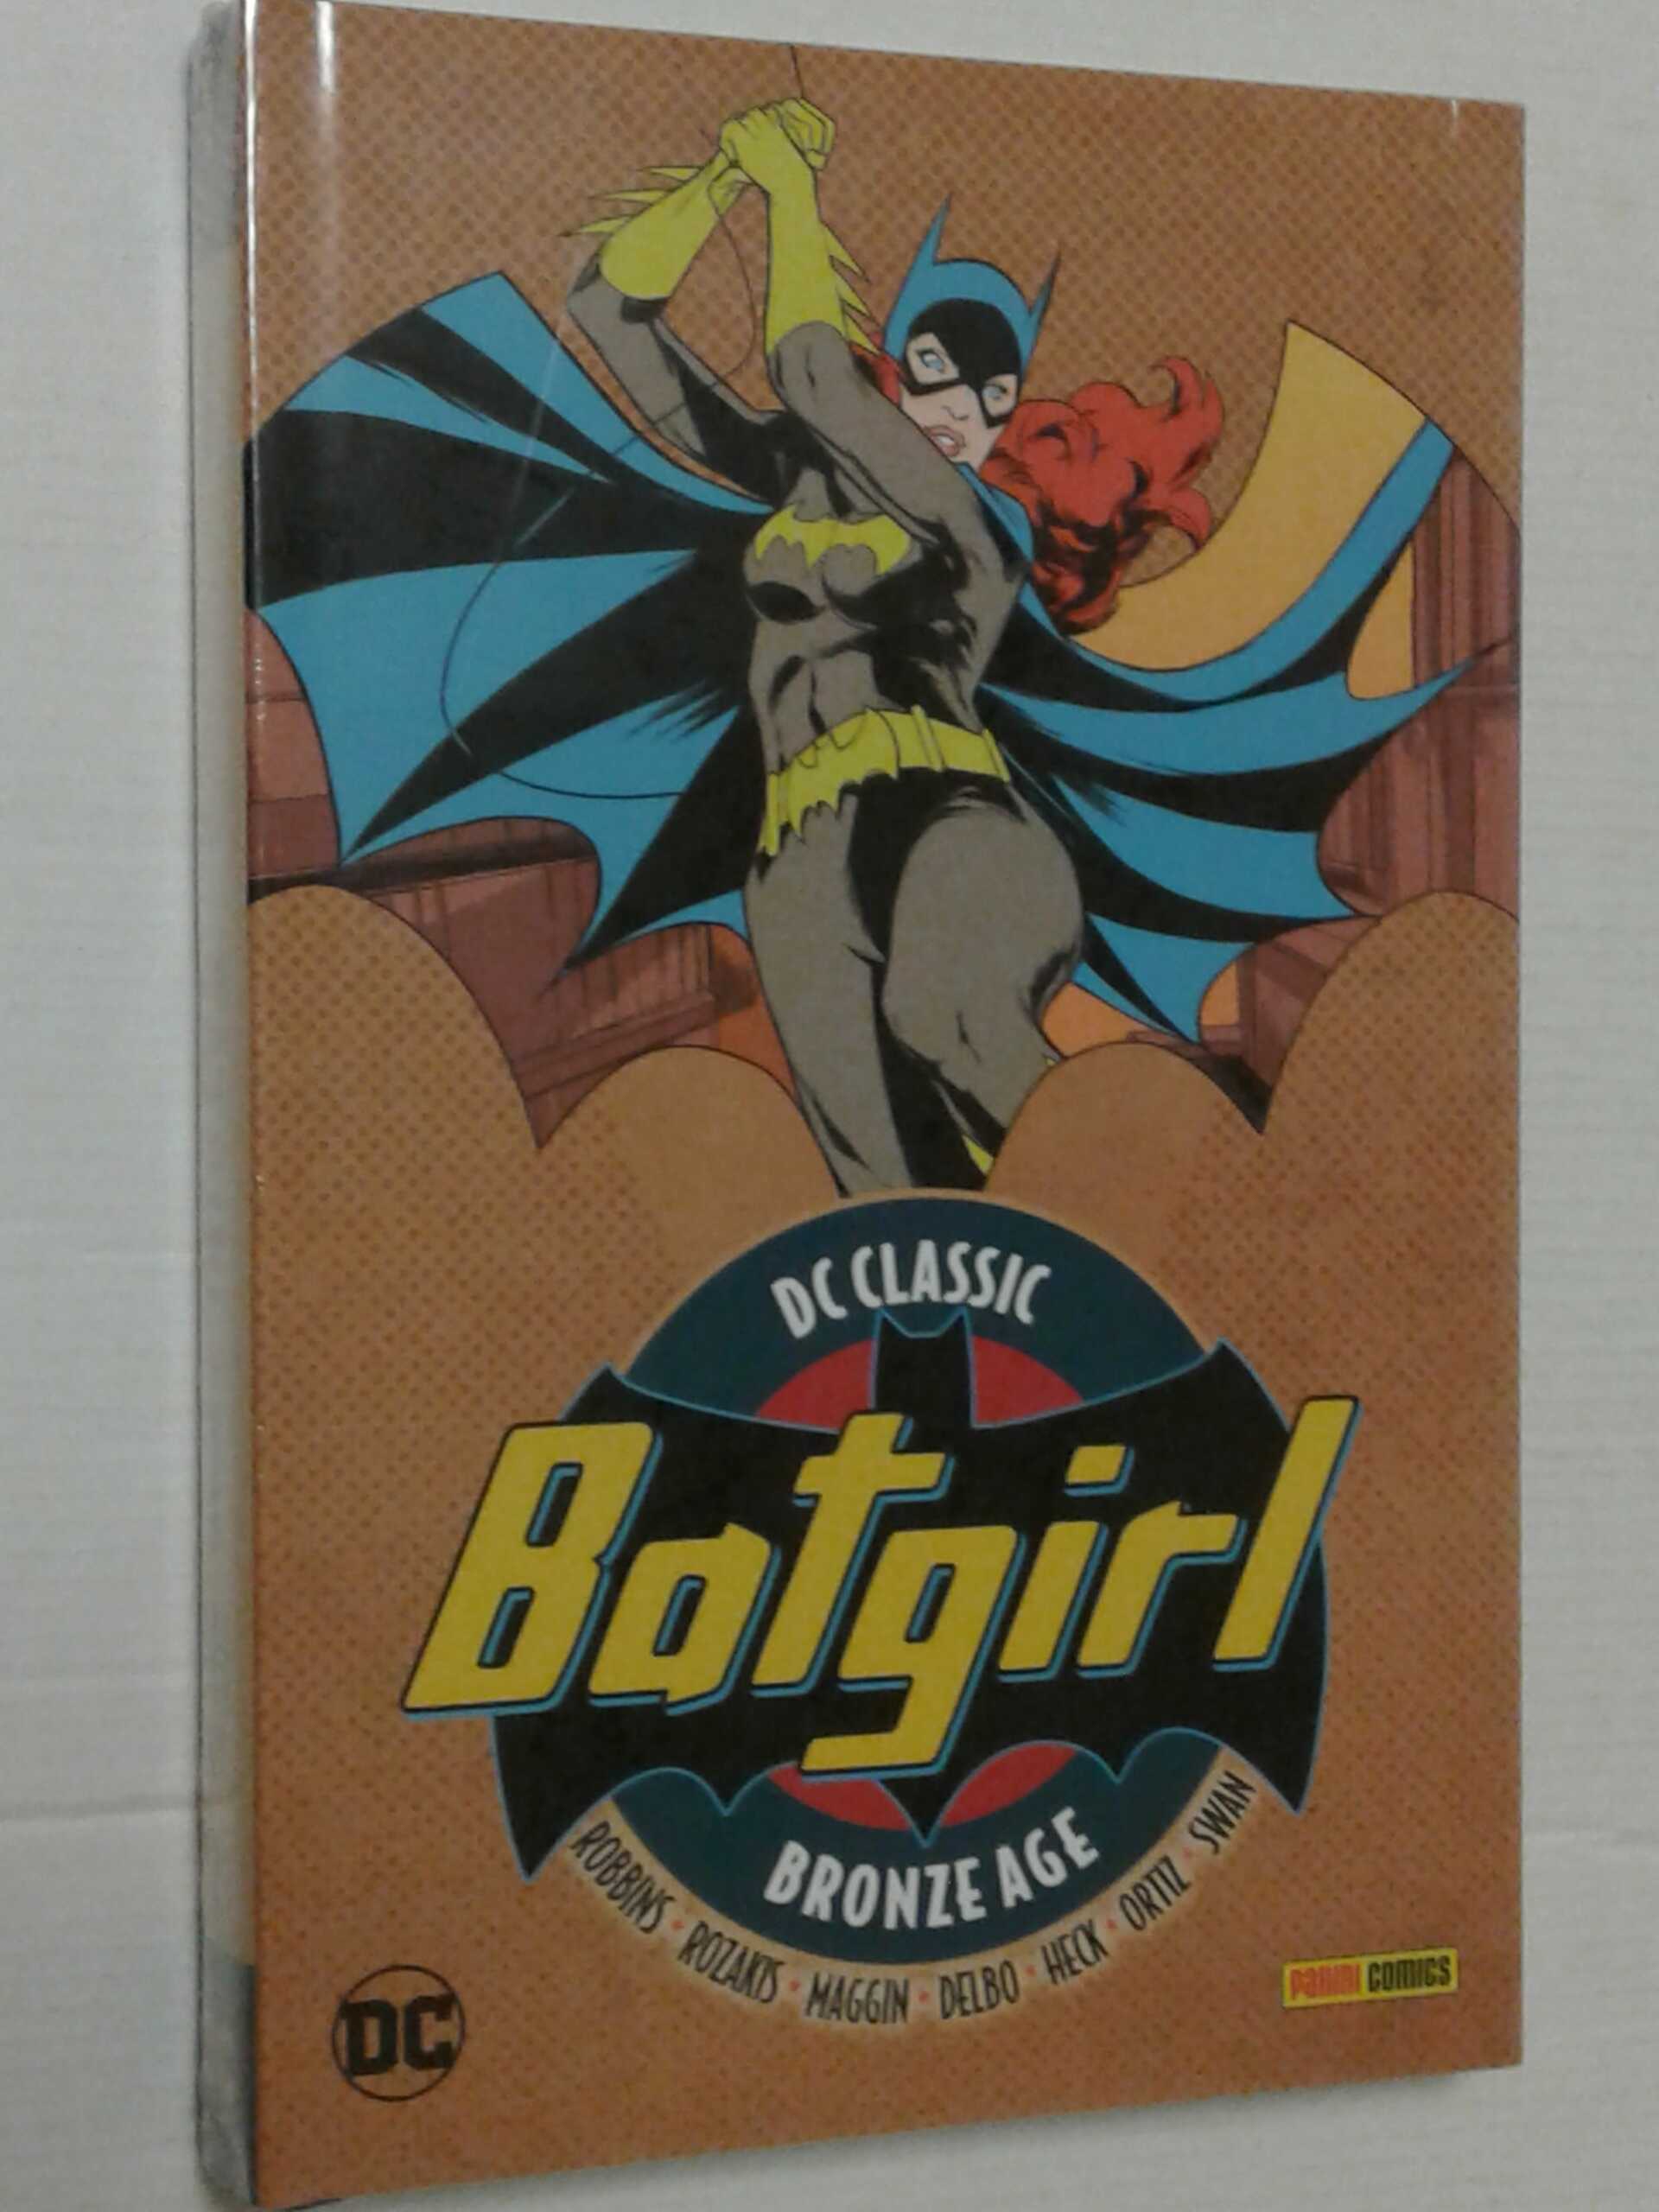 DC CLASSIC
Batgirl
BRONZE AGE
ROBBINS • ROZAKIS • MAGGIN • DELBO • HECK • ORTIZ • SWAN
DC
PANINI COMICS